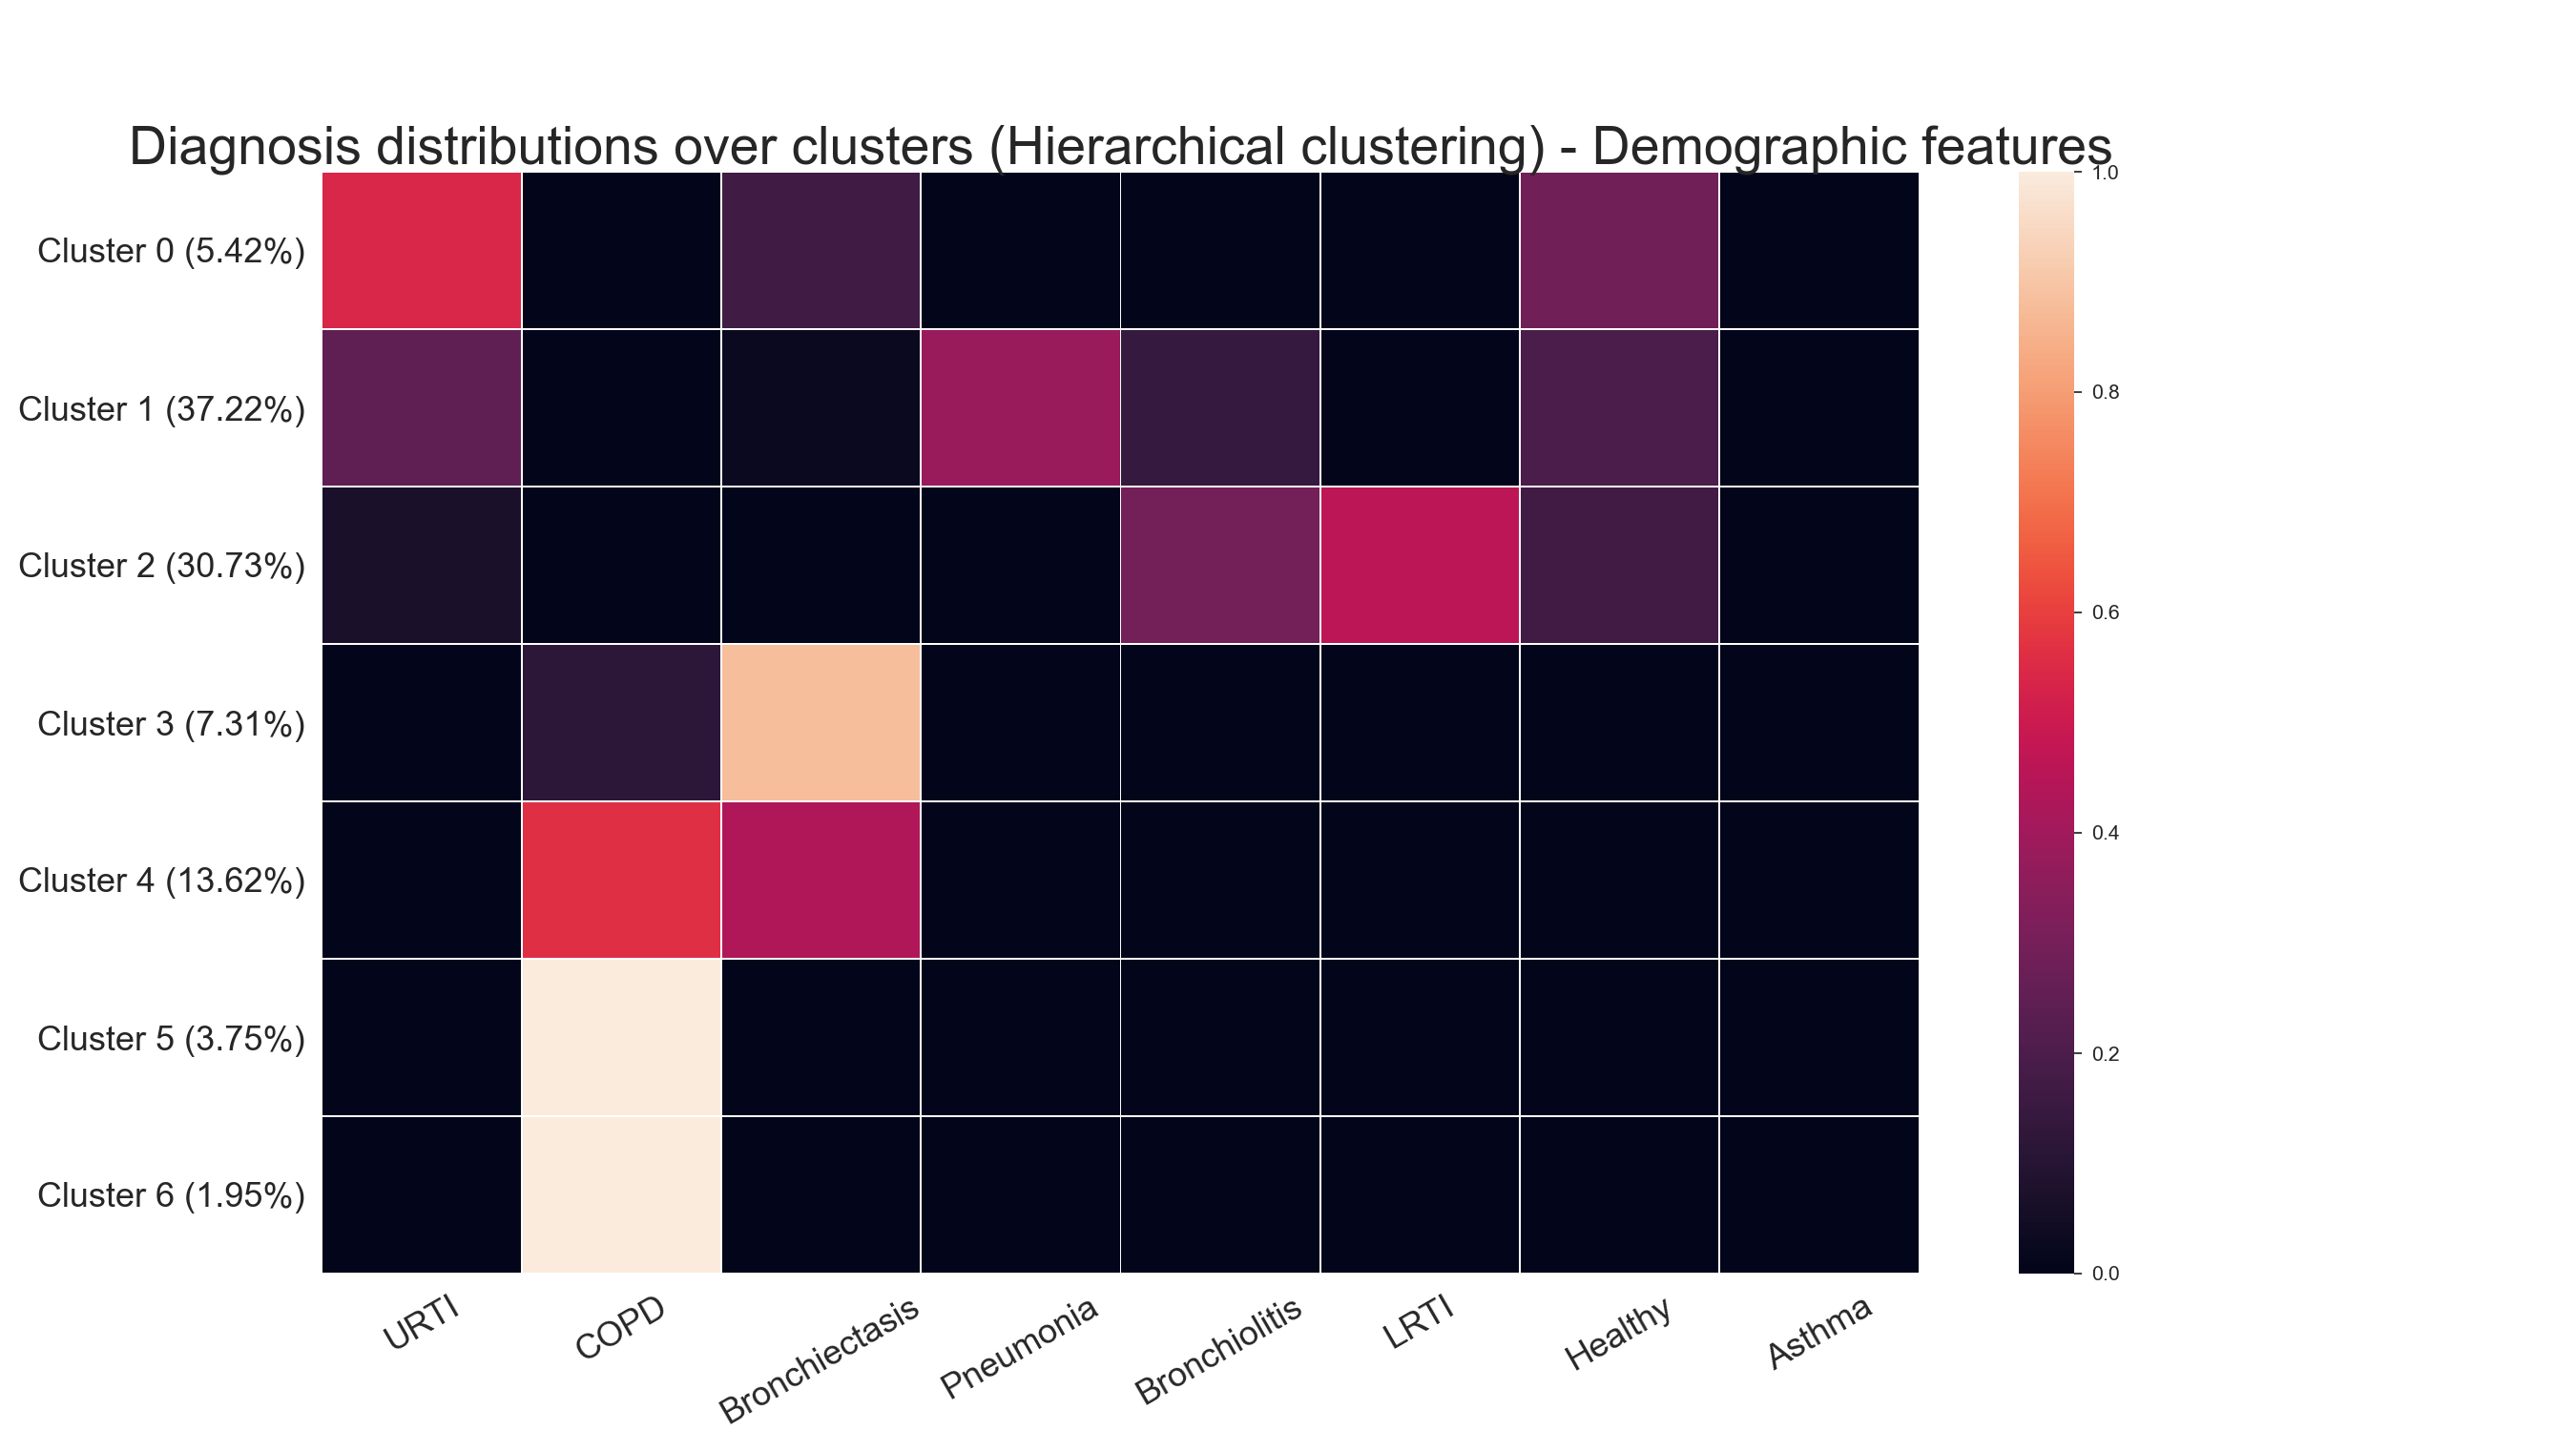 Diagnosis distributions over clusters (Hierarchical clustering) - Demographic features
Cluster 0 (5.42%)
Cluster 1 (37.22%)
Cluster 2 (30.73%)
Cluster 3 (7.31%)
Cluster 4 (13.62%)
Cluster 5 (3.75%)
Cluster 6 (1.95%)
URTI
COPD
Bronchiectasis
Pneumonia
Bronchiolitis
LRTI
Healthy
Asthma
1.0
0.8
0.6
0.4
0.2
0.0